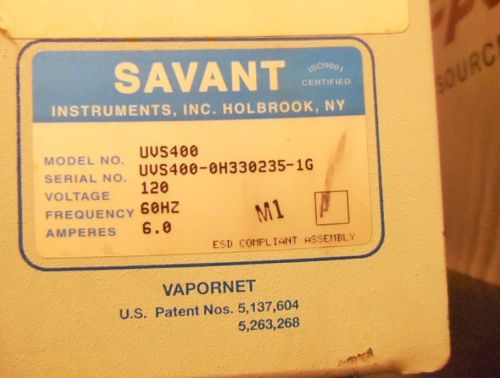 SAVANT
ISO9001
CERTIFIED
INSTRUMENTS, INC. HOLBROOK, NY
MODEL NO. UVS400
SERIAL NO. UVS400-0H330235-1G
VOLTAGE 120
FREQUENCY 60HZ
AMPERES 6.0
M1
ESD COMPLIANT ASSEMBLY
VAPORNET
U.S. Patent Nos. 5,137,604
5,263,268
SOURCE